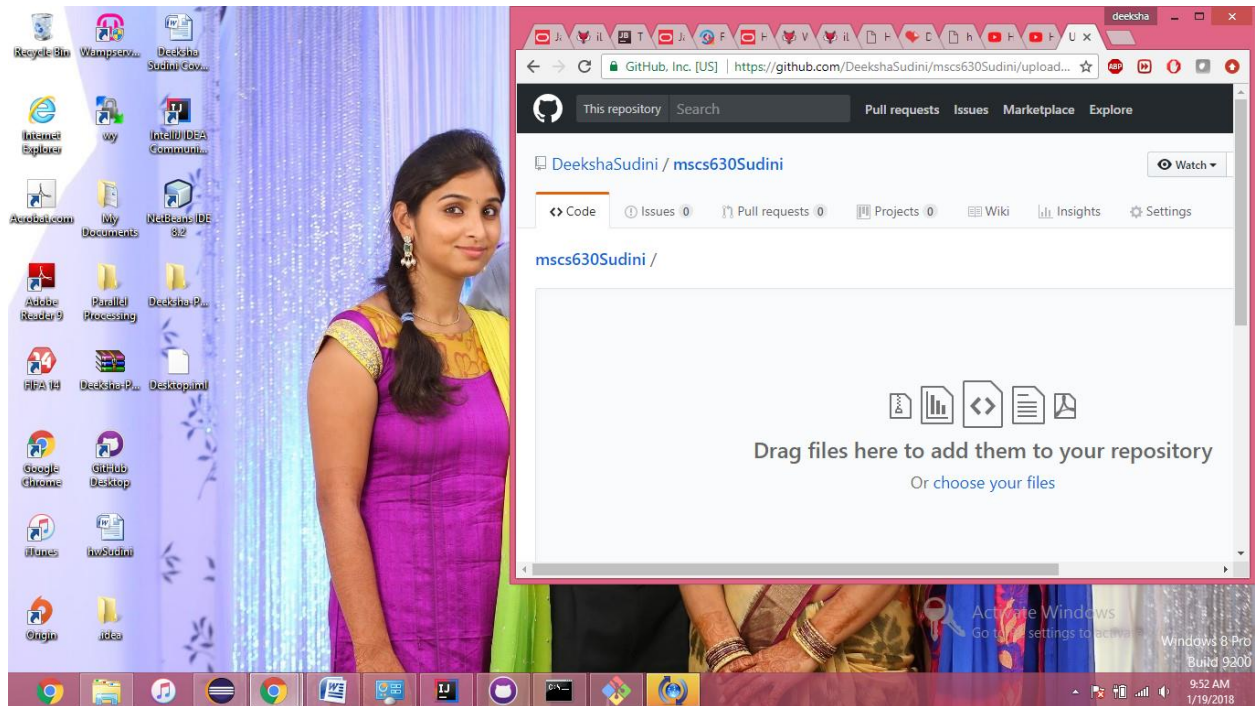 Recycle Bin
Wampserv...
Deeksha
Sudini Cov...
Internet
Explorer
wy
IntelliJ IDEA
Communi...
Acrobat.com
My
Documents
NetBeans IDE
8.2
Adobe
Reader 9
Parallel
Processing
Deeksha P...
FIFA 14
Deeksha P...
Desktop.iml
Google
Chrome
GitHub
Desktop
iTunes
hwSudini
Origin
.idea
deeksha
GitHub, Inc. [US] | https://github.com/DeekshaSudini/mscs630Sudini/upload...
This repository Search Pull requests Issues Marketplace Explore
DeekshaSudini / mscs630Sudini
Watch
Code Issues 0 Pull requests 0 Projects 0 Wiki Insights Settings
mscs630Sudini /
Drag files here to add them to your repository
Or choose your files
Activate Windows
Windows 8 Pro
Build 9200
9:52 AM
1/19/2018